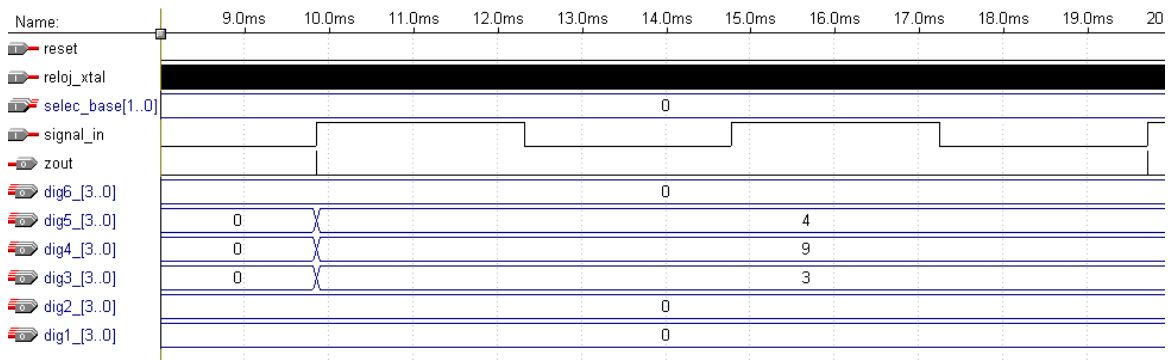 Name: 9.0ms 10.0ms 11.0ms 12.0ms 13.0ms 14.0ms 15.0ms 16.0ms 17.0ms 18.0ms 19.0ms 20
reset
reloj_xtal
selec_base[1..0] 0
signal_in
zout
dig6_[3..0] 0
dig5_[3..0] 0 4
dig4_[3..0] 0 9
dig3_[3..0] 0 3
dig2_[3..0] 0
dig1_[3..0] 0